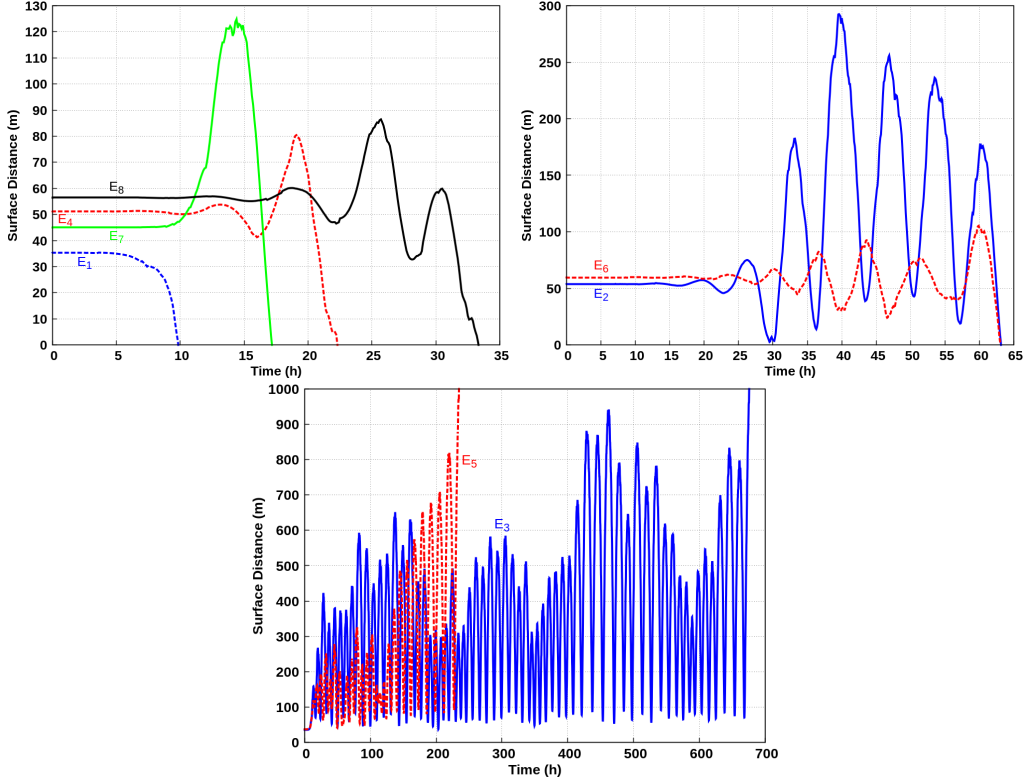 130
120
110
100
90
80
70
60
50
40
30
20
10
0
Surface Distance (m)
E8
E4
E7
E1
0 5 10 15 20 25 30 35
Time (h)
300
250
200
150
100
50
0
Surface Distance (m)
E6
E2
0 5 10 15 20 25 30 35 40 45 50 55 60 65
Time (h)
1000
900
800
700
600
500
400
300
200
100
0
Surface Distance (m)
E5
E3
0 100 200 300 400 500 600 700
Time (h)